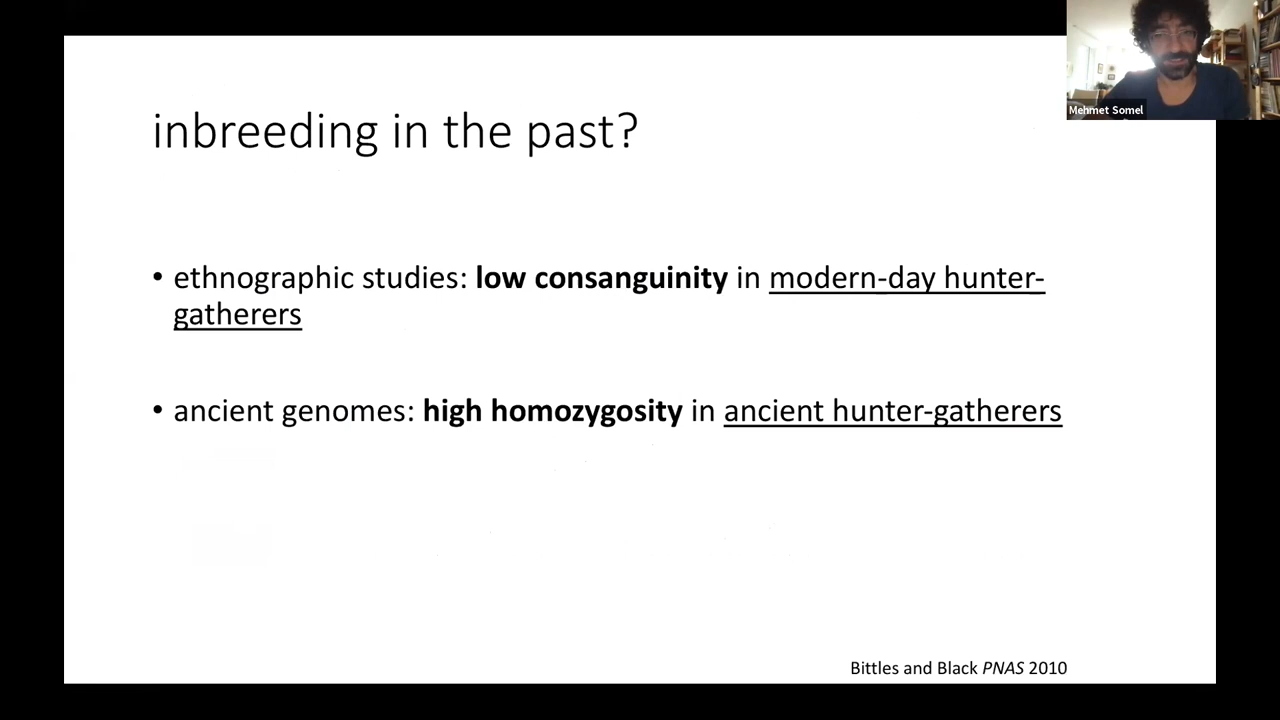 Mehmet Somel
inbreeding in the past?
• ethnographic studies: low consanguinity in modern-day hunter-
gatherers
• ancient genomes: high homozygosity in ancient hunter-gatherers
Bittles and Black PNAS 2010